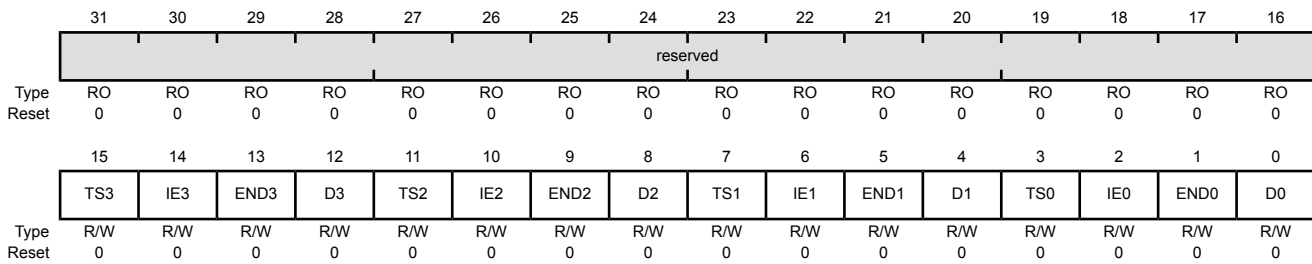 31 30 29 28 27 26 25 24 23 22 21 20 19 18 17 16
reserved
Type RO RO RO RO RO RO RO RO RO RO RO RO RO RO RO RO
Reset 0 0 0 0 0 0 0 0 0 0 0 0 0 0 0 0
15 14 13 12 11 10 9 8 7 6 5 4 3 2 1 0
TS3 IE3 END3 D3 TS2 IE2 END2 D2 TS1 IE1 END1 D1 TS0 IE0 END0 D0
Type R/W R/W R/W R/W R/W R/W R/W R/W R/W R/W R/W R/W R/W R/W R/W R/W
Reset 0 0 0 0 0 0 0 0 0 0 0 0 0 0 0 0